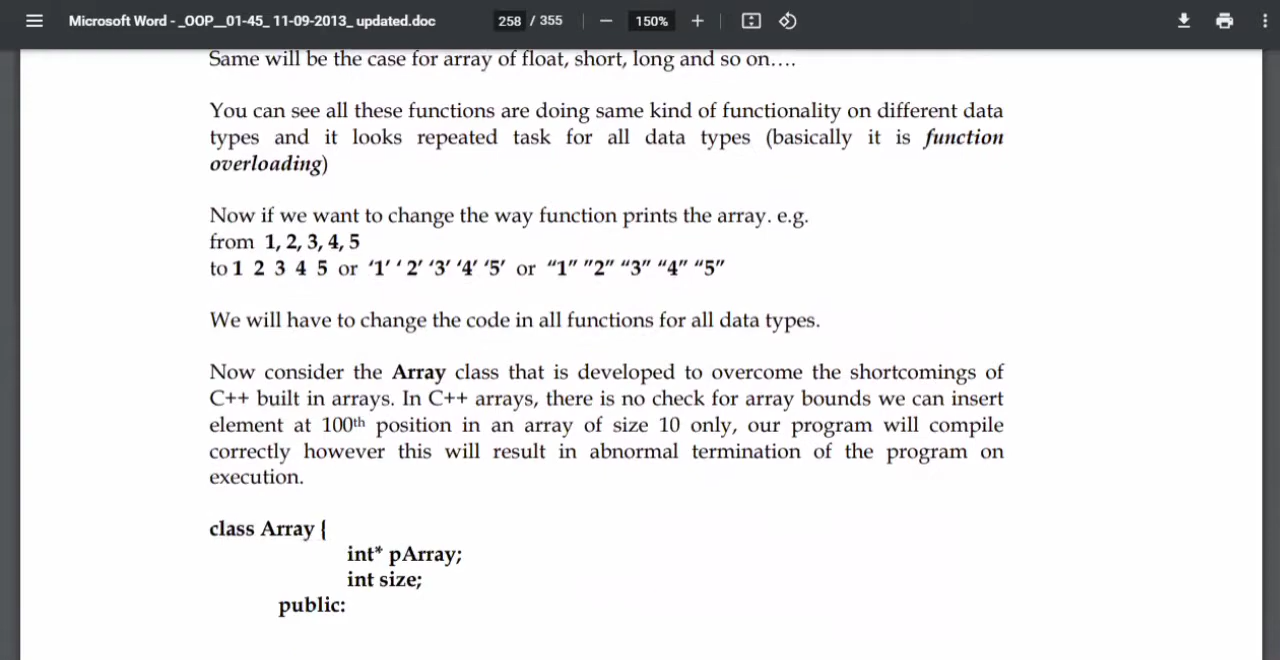 Microsoft Word - _OOP__01-45_ 11-09-2013_ updated.doc 258 / 355 150%
Same will be the case for array of float, short, long and so on….
You can see all these functions are doing same kind of functionality on different data
types and it looks repeated task for all data types (basically it is function
overloading)
Now if we want to change the way function prints the array. e.g.
from 1, 2, 3, 4, 5
to 1 2 3 4 5 or ‘1’ ‘ 2’ ‘3’ ‘4’ ‘5’ or “1” ”2” “3” “4” “5”
We will have to change the code in all functions for all data types.
Now consider the Array class that is developed to overcome the shortcomings of
C++ built in arrays. In C++ arrays, there is no check for array bounds we can insert
element at 100th position in an array of size 10 only, our program will compile
correctly however this will result in abnormal termination of the program on
execution.
class Array {
int* pArray;
int size;
public: